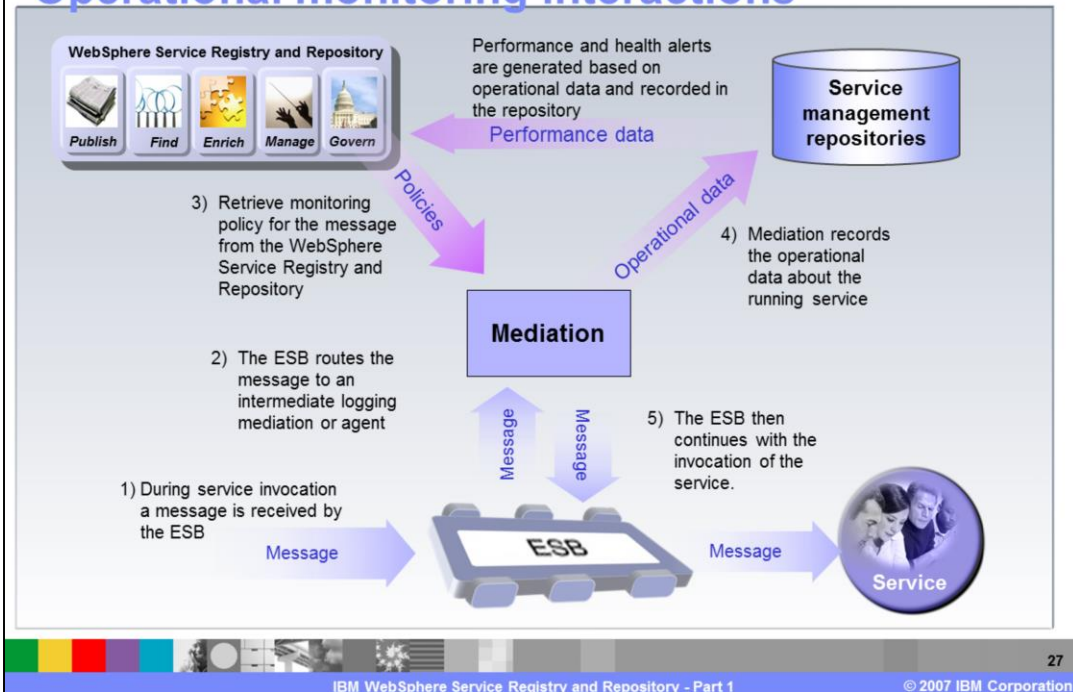 Operational monitoring interactions
WebSphere Service Registry and Repository
Publish
Find
Enrich
Manage
Govern
Performance and health alerts
are generated based on
operational data and recorded in
the repository
Performance data
Service
management
repositories
Policies
Operational data
3) Retrieve monitoring
policy for the message
from the WebSphere
Service Registry and
Repository
4) Mediation records
the operational
data about the
running service
Mediation
2) The ESB routes the
message to an
intermediate logging
mediation or agent
Message
Message
5) The ESB then
continues with the
invocation of the
service.
1) During service invocation
a message is received by
the ESB
Message
ESB
Message
Service
27
IBM WebSphere Service Registry and Repository - Part 1
© 2007 IBM Corporation